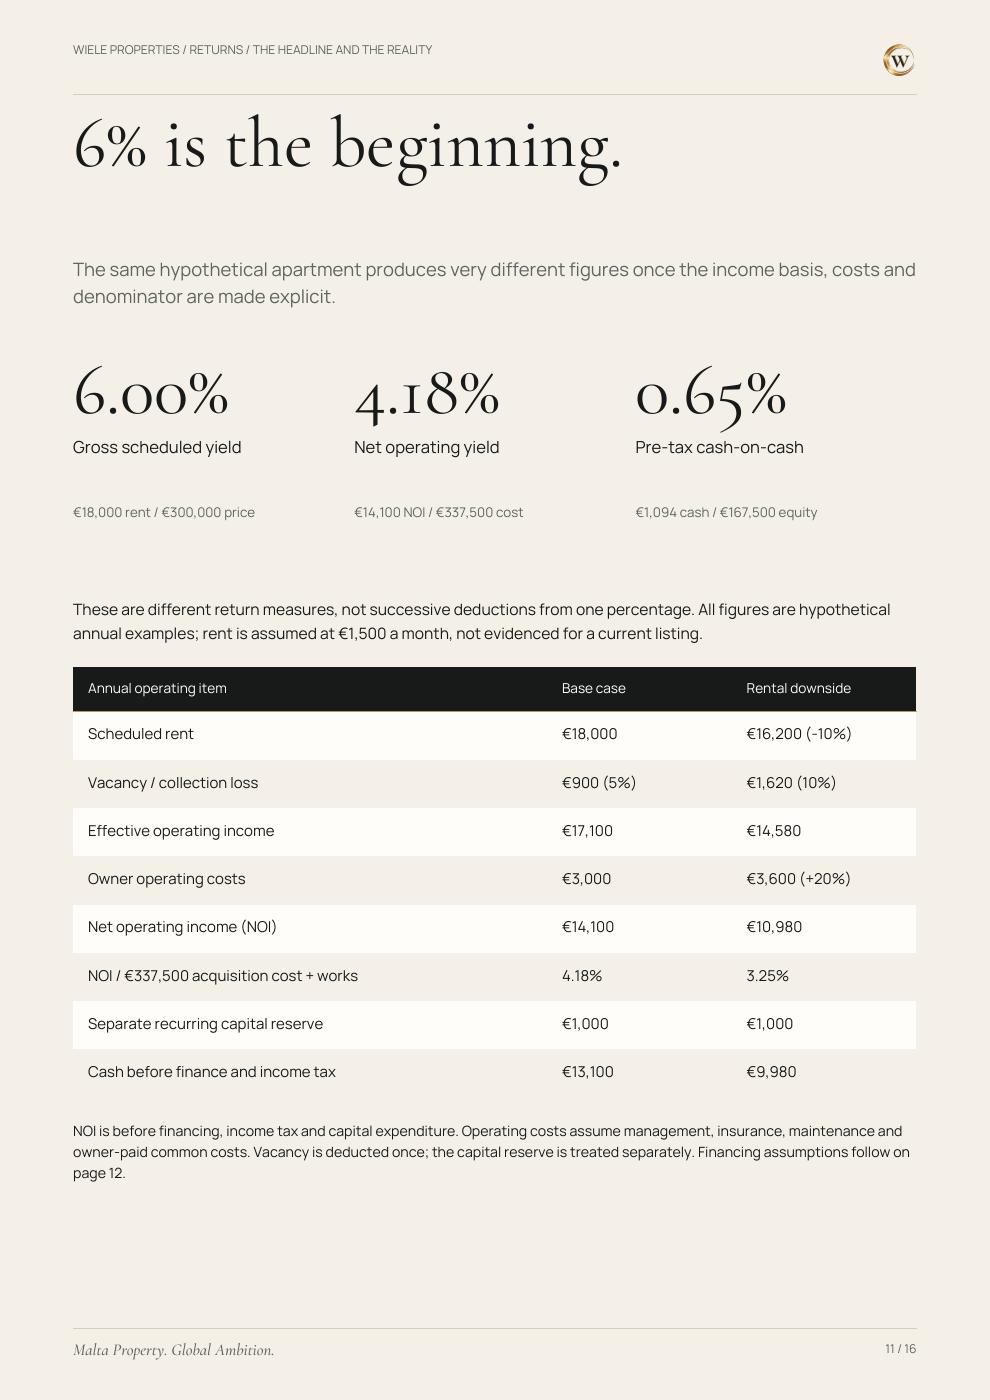 WIELE PROPERTIES / RETURNS / THE HEADLINE AND THE REALITY
W
6% is the beginning.
The same hypothetical apartment produces very different figures once the income basis, costs and
denominator are made explicit.
6.00% 4.18% 0.65%
Gross scheduled yield Net operating yield Pre-tax cash-on-cash
€18,000 rent / €300,000 price €14,100 NOI / €337,500 cost €1,094 cash / €167,500 equity
These are different return measures, not successive deductions from one percentage. All figures are hypothetical
annual examples; rent is assumed at €1,500 a month, not evidenced for a current listing.
Annual operating item Base case Rental downside
Scheduled rent €18,000 €16,200 (-10%)
Vacancy / collection loss €900 (5%) €1,620 (10%)
Effective operating income €17,100 €14,580
Owner operating costs €3,000 €3,600 (+20%)
Net operating income (NOI) €14,100 €10,980
NOI / €337,500 acquisition cost + works 4.18% 3.25%
Separate recurring capital reserve €1,000 €1,000
Cash before finance and income tax €13,100 €9,980
NOI is before financing, income tax and capital expenditure. Operating costs assume management, insurance, maintenance and
owner-paid common costs. Vacancy is deducted once; the capital reserve is treated separately. Financing assumptions follow on
page 12.
Malta Property. Global Ambition. 11 / 16